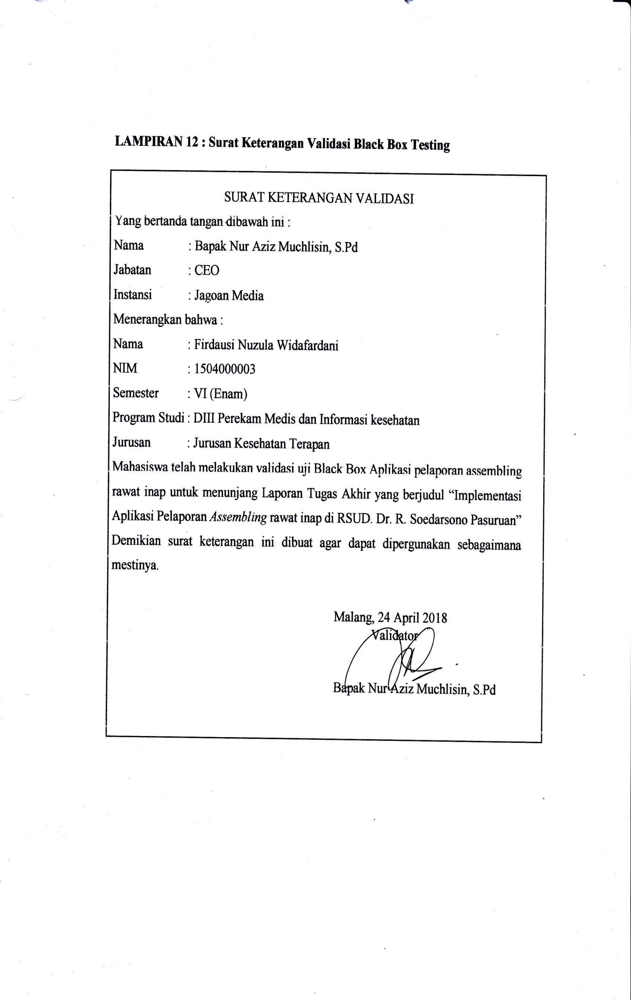 LAMPIRAN 12 : Surat Keterangan Validasi Black Box Testing
SURAT KETERANGAN VALIDASI
Yang bertanda tangan dibawah ini :
Nama : Bapak Nur Aziz Muchlisin, S.Pd
Jabatan : CEO
Instansi : Jagoan Media
Menerangkan bahwa :
Nama : Firdausi Nuzula Widafardani
NIM : 1504000003
Semester : VI (Enam)
Program Studi : DIII Perekam Medis dan Informasi kesehatan
Jurusan : Jurusan Kesehatan Terapan
Mahasiswa telah melakukan validasi uji Black Box Aplikasi pelaporan assembling
rawat inap untuk menunjang Laporan Tugas Akhir yang berjudul “Implementasi
Aplikasi Pelaporan Assembling rawat inap di RSUD. Dr. R. Soedarsono Pasuruan”
Demikian surat keterangan ini dibuat agar dapat dipergunakan sebagaimana
mestinya.
Malang, 24 April 2018
Validator
Bapak Nur Aziz Muchlisin, S.Pd